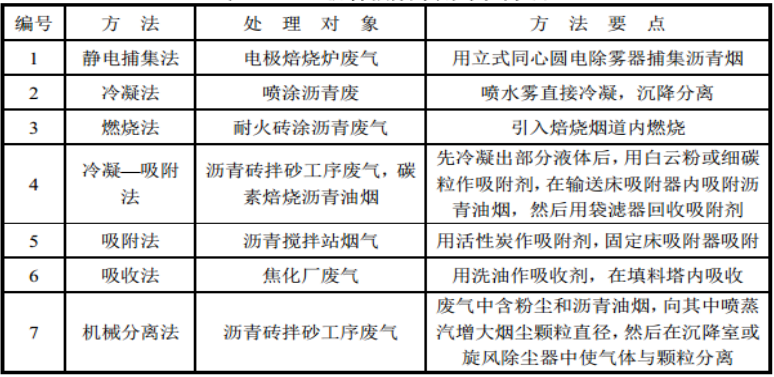 编号 方 法 处 理 对 象 方 法 要 点
1 静电捕集法 电极焙烧炉废气 用立式同心圆电除雾器捕集沥青烟
2 冷凝法 喷涂沥青废 喷水雾直接冷凝，沉降分离
3 燃烧法 耐火砖涂沥青废气 引入焙烧烟道内燃烧
4 冷凝—吸附法 沥青砖拌砂工序废气，碳素焙烧沥青油烟 先冷凝出部分液体后，用白云粉或细碳粒作吸附剂，在输送床吸附器内吸附沥青油烟，然后用袋滤器回收吸附剂
5 吸附法 沥青搅拌站烟气 用活性炭作吸附剂，固定床吸附器吸附
6 吸收法 焦化厂废气 用洗油作吸收剂，在填料塔内吸收
7 机械分离法 沥青砖拌砂工序废气 废气中含粉尘和沥青油烟，向其中喷蒸汽增大烟尘颗粒直径，然后在沉降室或旋风除尘器中使气体与颗粒分离